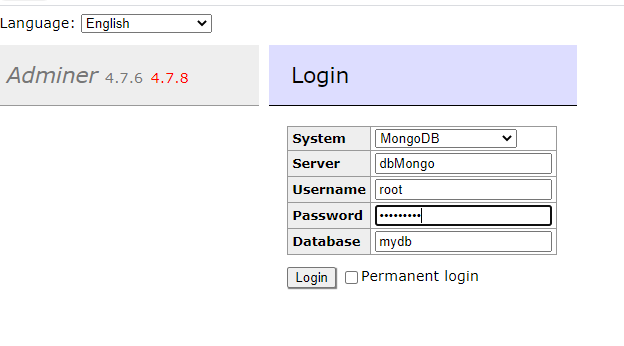 Language: English
Adminer 4.7.6 4.7.8
Login
System MongoDB
Server dbMongo
Username root
Password •••••••••
Database mydb
Login Permanent login